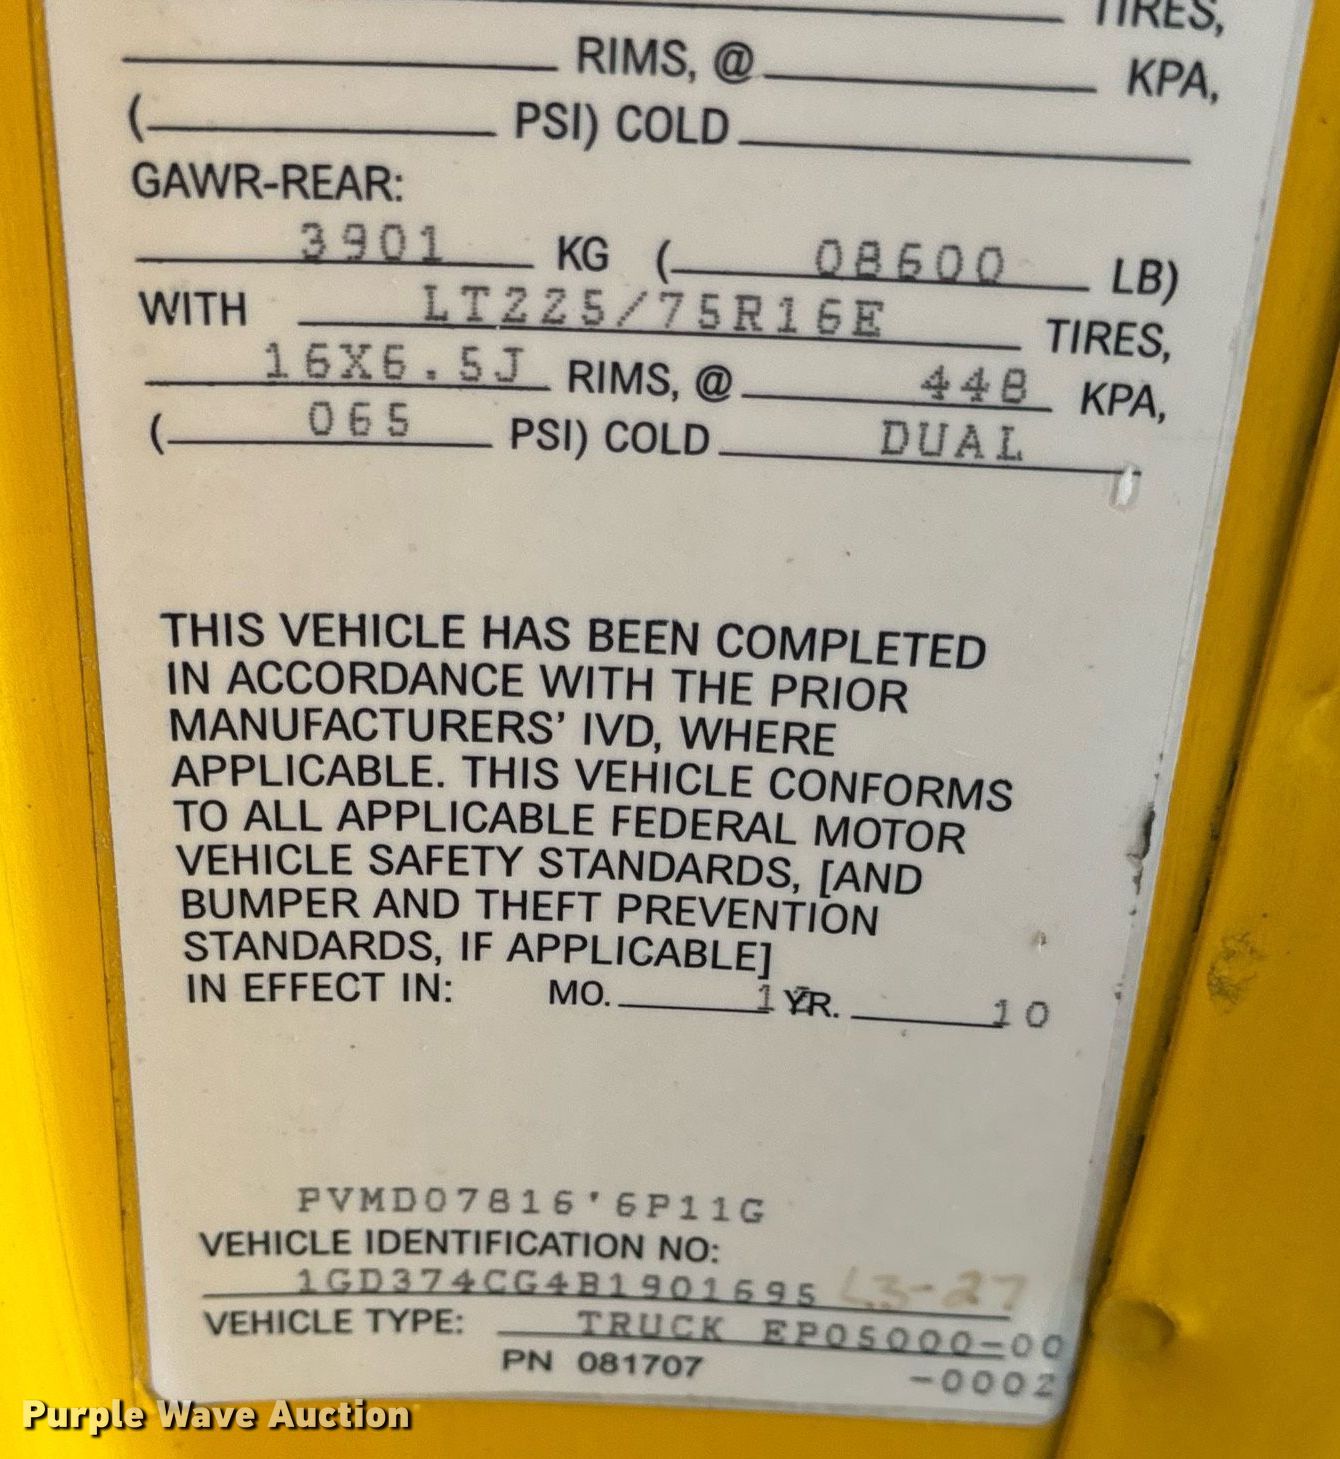 TIRES,
RIMS, @ KPA,
( PSI) COLD
GAWR-REAR:
3901 KG ( 08600 LB)
WITH LT225/75R16E TIRES,
16X6.5J RIMS, @ 448 KPA,
( 065 PSI) COLD DUAL
THIS VEHICLE HAS BEEN COMPLETED
IN ACCORDANCE WITH THE PRIOR
MANUFACTURERS' IVD, WHERE
APPLICABLE. THIS VEHICLE CONFORMS
TO ALL APPLICABLE FEDERAL MOTOR
VEHICLE SAFETY STANDARDS, [AND
BUMPER AND THEFT PREVENTION
STANDARDS, IF APPLICABLE]
IN EFFECT IN: MO. 12 YR. 10
PVMD07816'6P11G
VEHICLE IDENTIFICATION NO:
1GD374CG4B1901695
VEHICLE TYPE: TRUCK EP05000-00
PN 081707 -0002
Purple Wave Auction